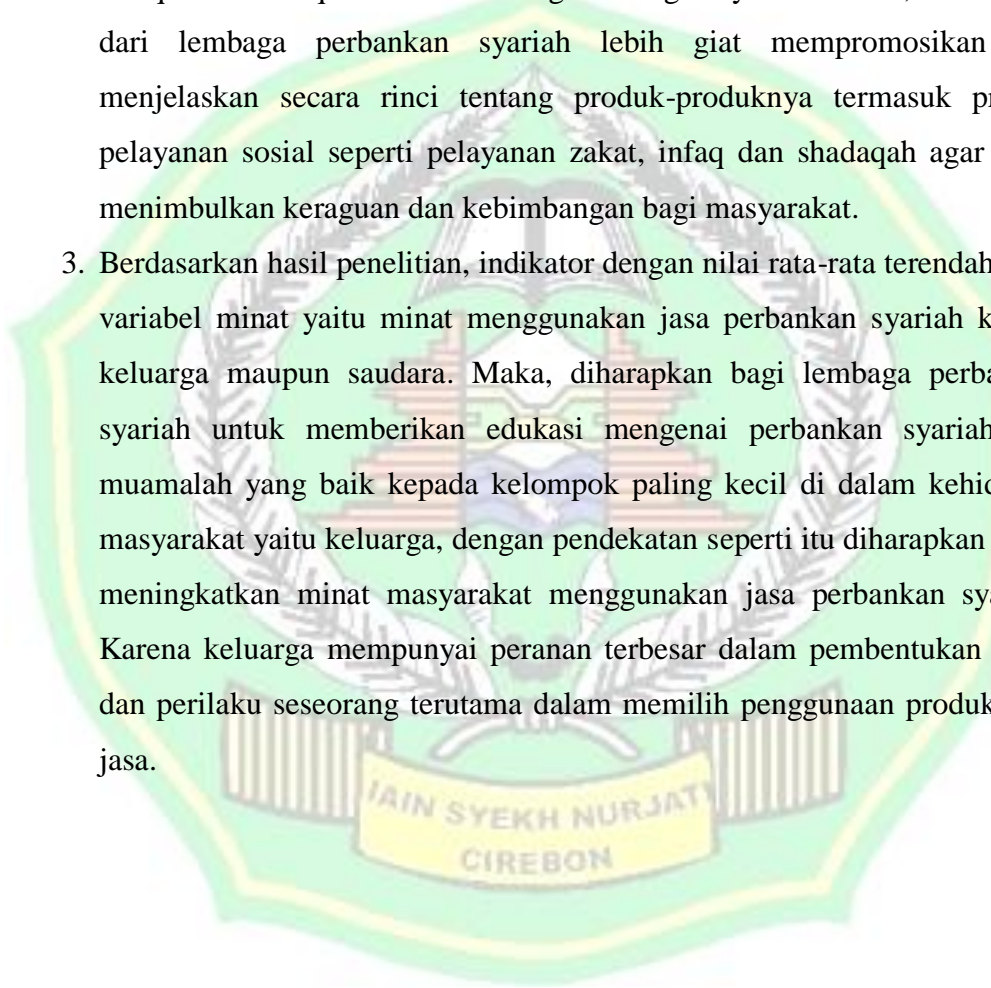 dari lembaga perbankan syariah lebih giat mempromosikan
menjelaskan secara rinci tentang produk-produknya termasuk
pelayanan sosial seperti pelayanan zakat, infaq dan shadaqah agar
menimbulkan keraguan dan kebimbangan bagi masyarakat.
3. Berdasarkan hasil penelitian, indikator dengan nilai rata-rata terendah
variabel minat yaitu minat menggunakan jasa perbankan syariah
keluarga maupun saudara. Maka, diharapkan bagi lembaga
syariah untuk memberikan edukasi mengenai perbankan syariah
muamalah yang baik kepada kelompok paling kecil di dalam
masyarakat yaitu keluarga, dengan pendekatan seperti itu diharapkan
meningkatkan minat masyarakat menggunakan jasa perbankan
Karena keluarga mempunyai peranan terbesar dalam pembentukan
dan perilaku seseorang terutama dalam memilih penggunaan produk
jasa.
IAIN SYEKH NURJATI
CIREBON